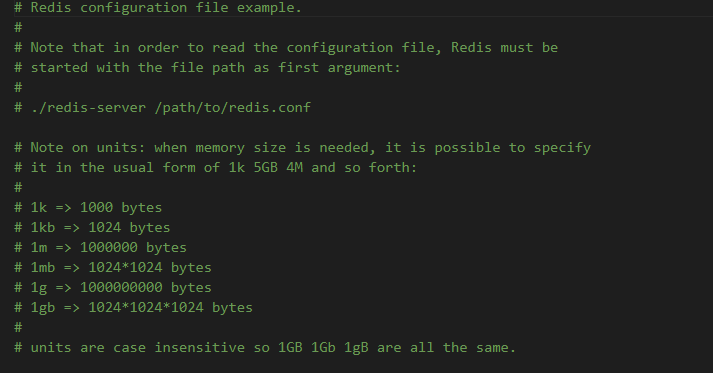 # Redis configuration file example.
#
# Note that in order to read the configuration file, Redis must be
# started with the file path as first argument:
#
# ./redis-server /path/to/redis.conf

# Note on units: when memory size is needed, it is possible to specify
# it in the usual form of 1k 5GB 4M and so forth:
#
# 1k => 1000 bytes
# 1kb => 1024 bytes
# 1m => 1000000 bytes
# 1mb => 1024*1024 bytes
# 1g => 1000000000 bytes
# 1gb => 1024*1024*1024 bytes
#
# units are case insensitive so 1GB 1Gb 1gB are all the same.